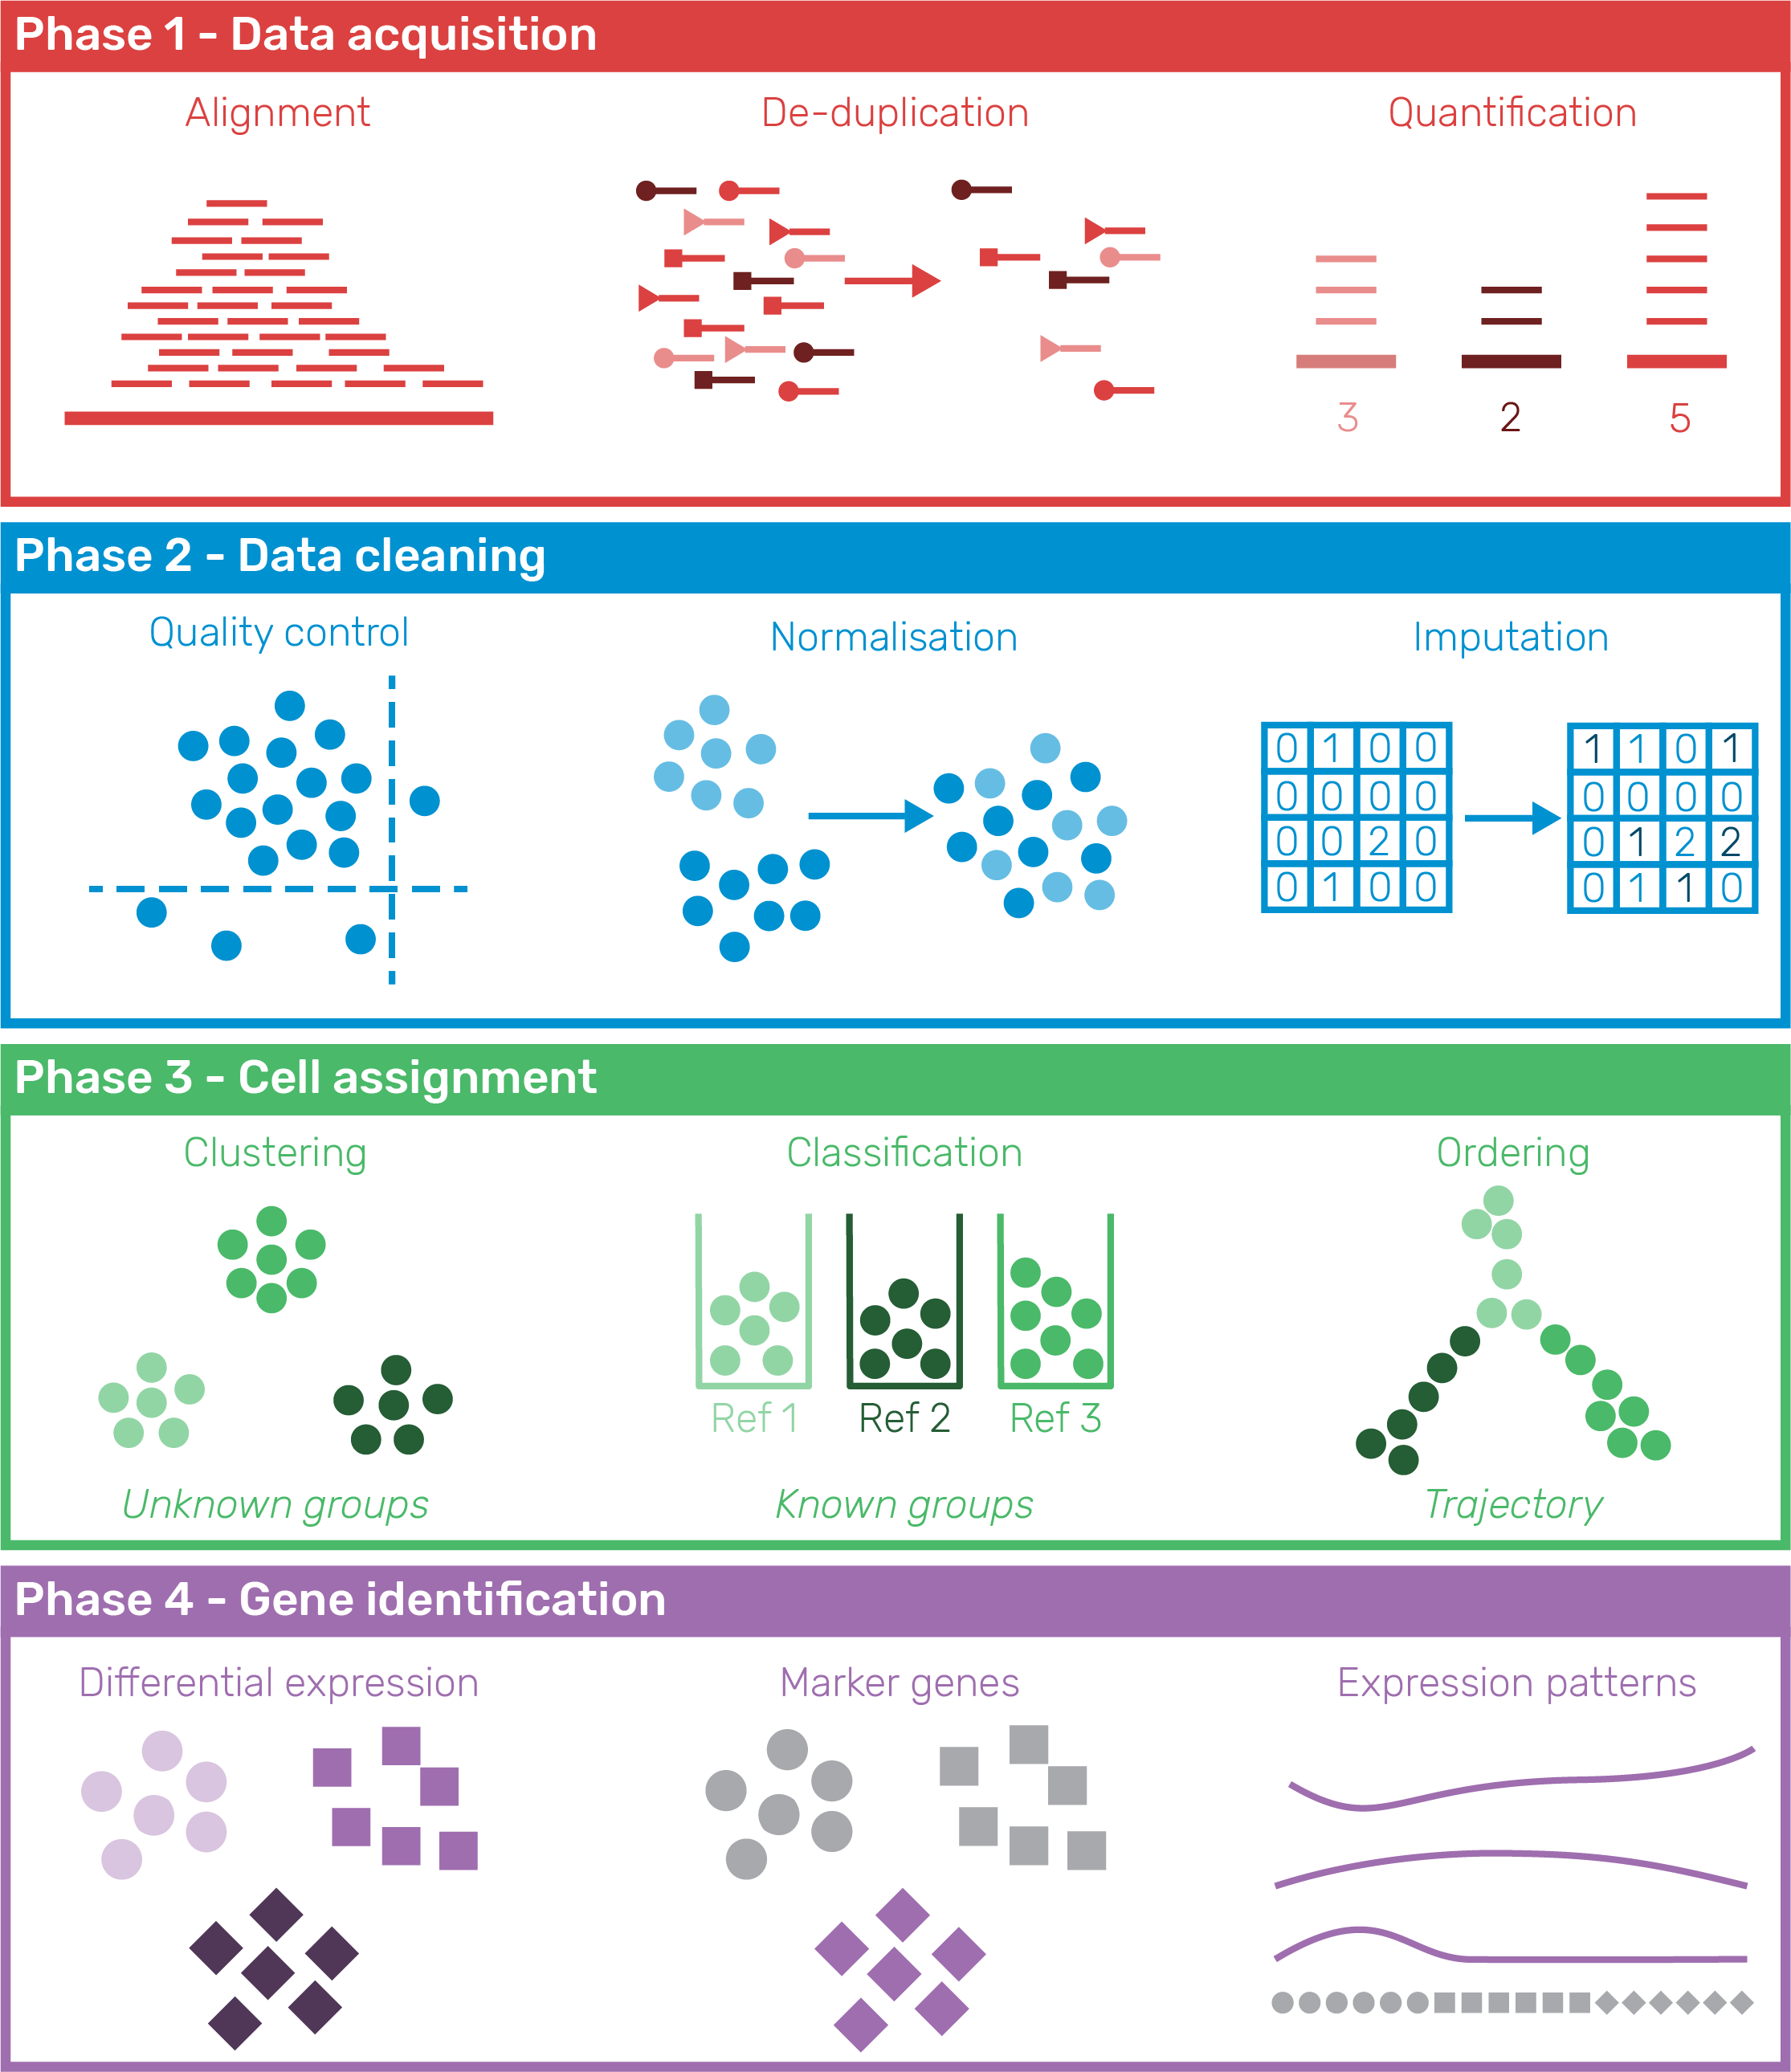 Phase 1 - Data acquisition
Alignment
De-duplication
Quantification
3
2
5
Phase 2 - Data cleaning
Quality control
Normalisation
Imputation
0 1 0 0
0 0 0 0
0 0 2 0
0 1 0 0
1 1 0 1
0 0 0 0
0 1 2 2
0 1 1 0
Phase 3 - Cell assignment
Clustering
Classification
Ordering
Ref 1
Ref 2
Ref 3
Unknown groups
Known groups
Trajectory
Phase 4 - Gene identification
Differential expression
Marker genes
Expression patterns